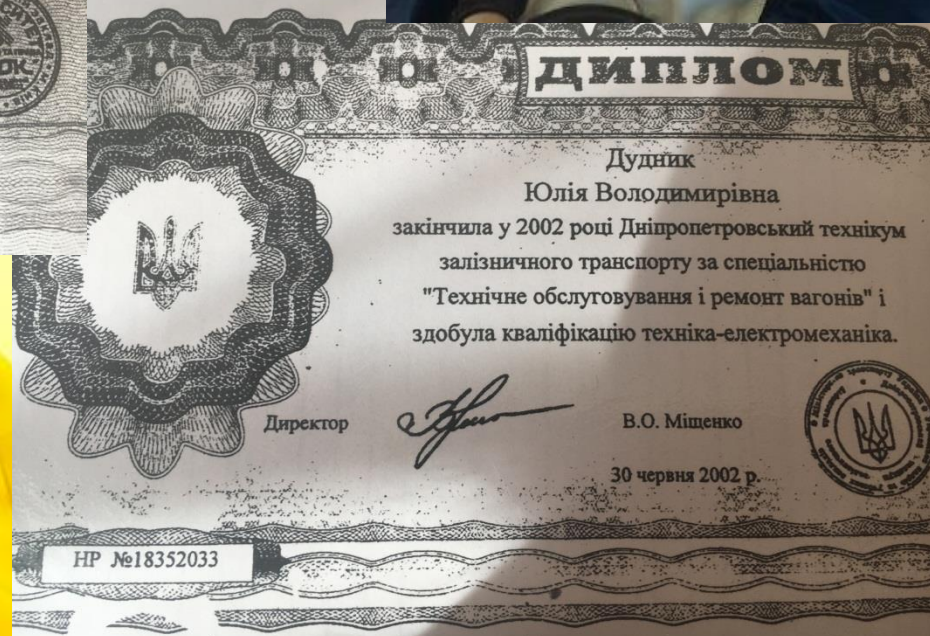 ДИПЛОМ
Дудник
Юлія Володимирівна
закінчила у 2002 році Дніпропетровський технікум
залізничного транспорту за спеціальністю
"Технічне обслуговування і ремонт вагонів" і
здобула кваліфікацію техніка-електромеханіка.
Директор В.О. Міщенко
30 червня 2002 р.
НР №18352033